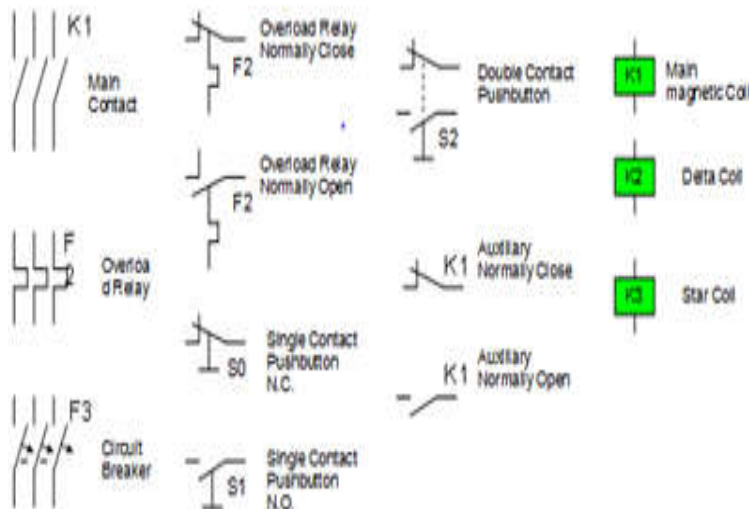 K1
Main
Contact
F
2
Overloa
d Relay
F3
Circuit
Breaker
Overload Relay
Normally Close
F2
Overload Relay
Normally Open
F2
Single Contact
Pushbutton
N.C.
S0
Single Contact
Pushbutton
N.O.
S1
Double Contact
Pushbutton
S2
Auxiliary
Normally Close
K1
Auxiliary
Normally Open
K1
K1
Main
magnetic Coil
K2
Delta Coil
K3
Star Coil